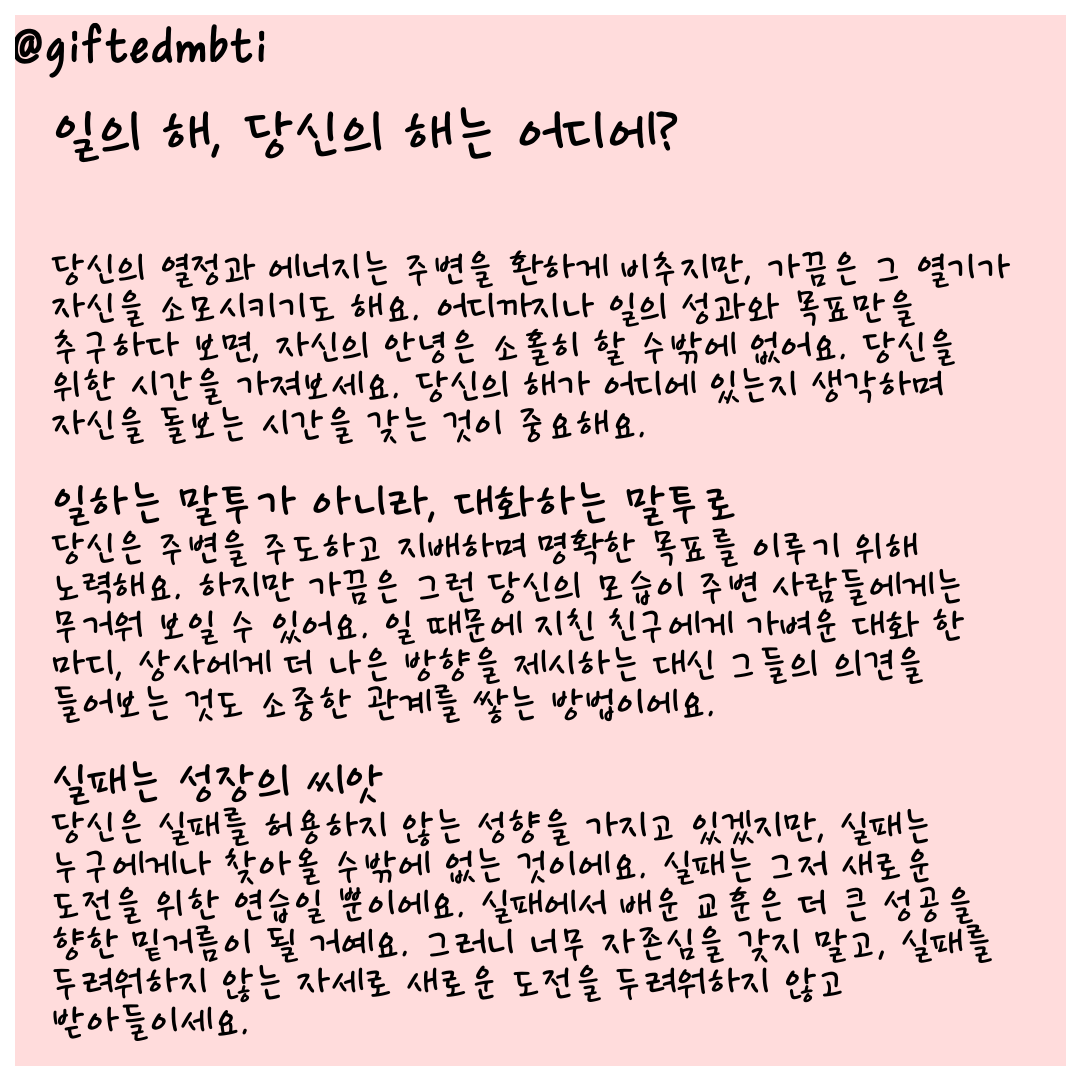 @giftedmbti
일의 해, 당신의 해는 어디에?
당신의 열정과 에너지는 주변을 환하게 비추지만, 가끔은 그 열기가
자신을 소모시키기도 해요. 어디까지나 일의 성과와 목표만을
추구하다 보면, 자신의 안녕은 소홀히 할 수밖에 없어요. 당신을
위한 시간을 가져보세요. 당신의 해가 어디에 있는지 생각하며
자신을 돌보는 시간을 갖는 것이 중요해요.
일하는 말투가 아니라, 대화하는 말투로
당신은 주변을 주도하고 지배하며 명확한 목표를 이루기 위해
노력해요. 하지만 가끔은 그런 당신의 모습이 주변 사람들에게는
무거워 보일 수 있어요. 일 때문에 지친 친구에게 가벼운 대화 한
마디, 상사에게 더 나은 방향을 제시하는 대신 그들의 의견을
들어보는 것도 소중한 관계를 쌓는 방법이에요.
실패는 성장의 씨앗
당신은 실패를 허용하지 않는 성향을 가지고 있겠지만, 실패는
누구에게나 찾아올 수밖에 없는 것이에요. 실패는 그저 새로운
도전을 위한 연습일 뿐이에요. 실패에서 배운 교훈은 더 큰 성공을
향한 밑거름이 될 거예요. 그러니 너무 자존심을 갖지 말고, 실패를
두려워하지 않는 자세로 새로운 도전을 두려워하지 않고
받아들이세요.